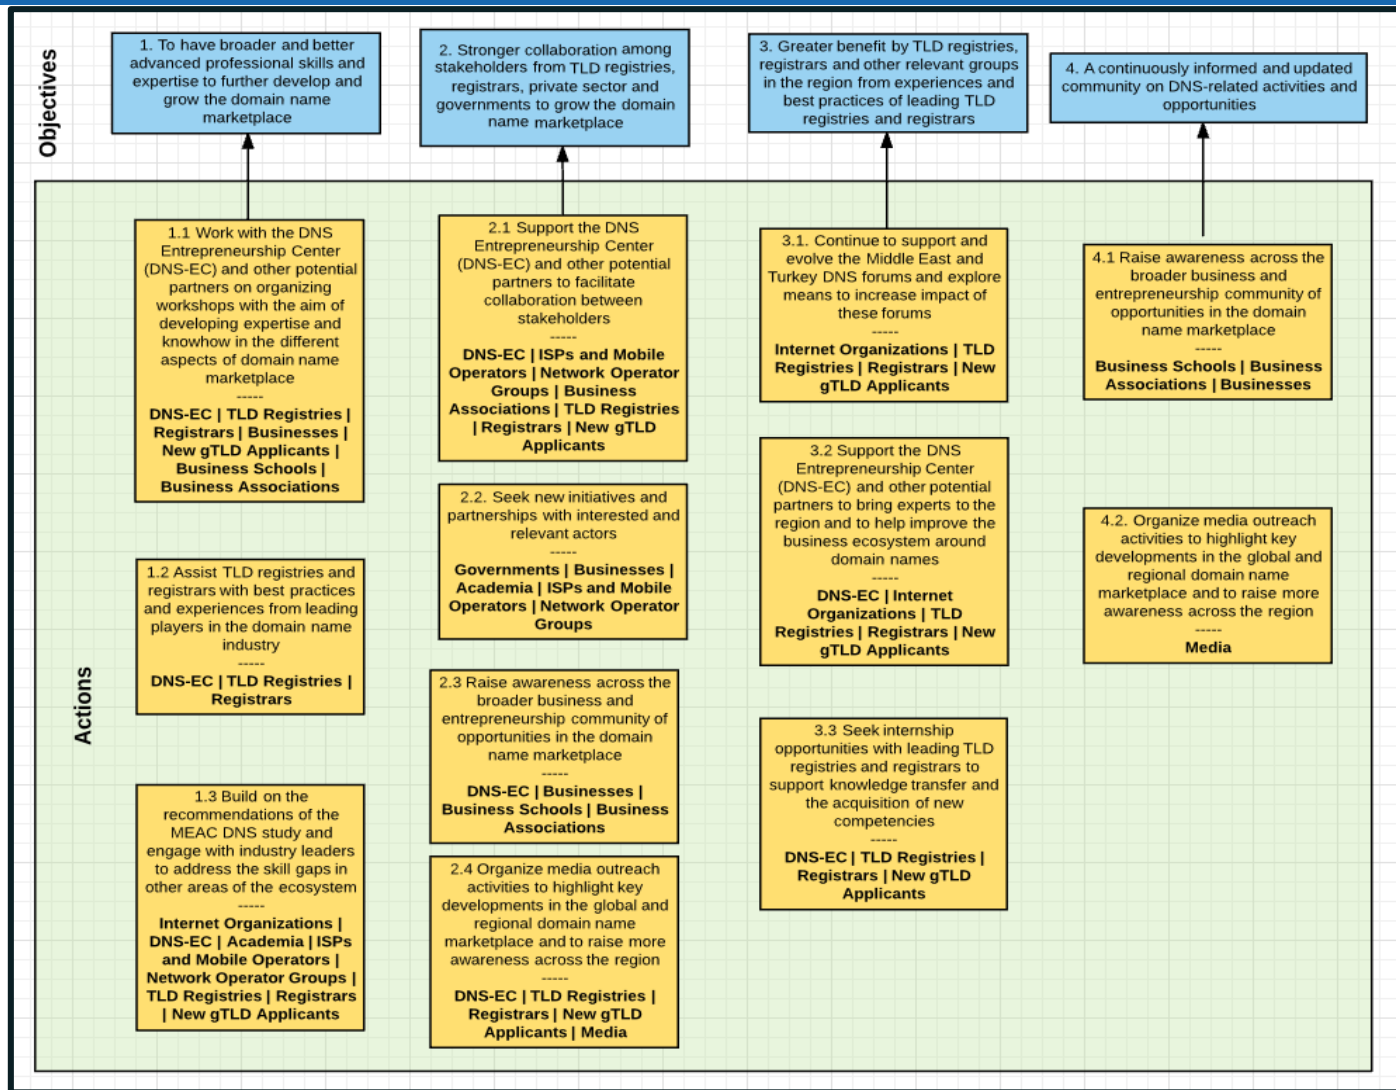 Objectives
1. To have broader and better
advanced professional skills and
expertise to further develop and
grow the domain name
marketplace
2. Stronger collaboration among
stakeholders from TLD registries,
registrars, private sector and
governments to grow the domain
name marketplace
3. Greater benefit by TLD registries,
registrars and other relevant groups
in the region from experiences and
best practices of leading TLD
registries and registrars
4. A continuously informed and updated
community on DNS-related activities and
opportunities
Actions
1.1 Work with the DNS
Entrepreneurship Center
(DNS-EC) and other potential
partners on organizing
workshops with the aim of
developing expertise and
knowhow in the different
aspects of domain name
marketplace
-----
DNS-EC | TLD Registries |
Registrars | Businesses |
New gTLD Applicants |
Business Schools |
Business Associations
1.2 Assist TLD registries and
registrars with best practices
and experiences from leading
players in the domain name
industry
-----
DNS-EC | TLD Registries |
Registrars
1.3 Build on the
recommendations of the
MEAC DNS study and
engage with industry leaders
to address the skill gaps in
other areas of the ecosystem
-----
Internet Organizations |
DNS-EC | Academia | ISPs
and Mobile Operators |
Network Operator Groups |
TLD Registries | Registrars
| New gTLD Applicants
2.1 Support the DNS
Entrepreneurship Center
(DNS-EC) and other potential
partners to facilitate
collaboration between
stakeholders
-----
DNS-EC | ISPs and Mobile
Operators | Network Operator
Groups | Business
Associations | TLD Registries
| Registrars | New gTLD
Applicants
2.2. Seek new initiatives and
partnerships with interested and
relevant actors
-----
Governments | Businesses |
Academia | ISPs and Mobile
Operators | Network Operator
Groups
2.3 Raise awareness across the
broader business and
entrepreneurship community of
opportunities in the domain
name marketplace
-----
DNS-EC | Businesses |
Business Schools | Business
Associations
2.4 Organize media outreach
activities to highlight key
developments in the global and
regional domain name
marketplace and to raise more
awareness across the region
-----
DNS-EC | TLD Registries |
Registrars | New gTLD
Applicants | Media
3.1. Continue to support and
evolve the Middle East and
Turkey DNS forums and explore
means to increase impact of
these forums
-----
Internet Organizations | TLD
Registries | Registrars | New
gTLD Applicants
3.2 Support the DNS
Entrepreneurship Center
(DNS-EC) and other potential
partners to bring experts to the
region and to help improve the
business ecosystem around
domain names
-----
DNS-EC | Internet
Organizations | TLD
Registries | Registrars | New
gTLD Applicants
3.3 Seek internship
opportunities with leading TLD
registries and registrars to
support knowledge transfer and
the acquisition of new
competencies
-----
DNS-EC | TLD Registries |
Registrars | New gTLD
Applicants
4.1 Raise awareness across the
broader business and
entrepreneurship community of
opportunities in the domain
name marketplace
-----
Business Schools | Business
Associations | Businesses
4.2. Organize media outreach
activities to highlight key
developments in the global and
regional domain name
marketplace and to raise more
awareness across the region
-----
Media